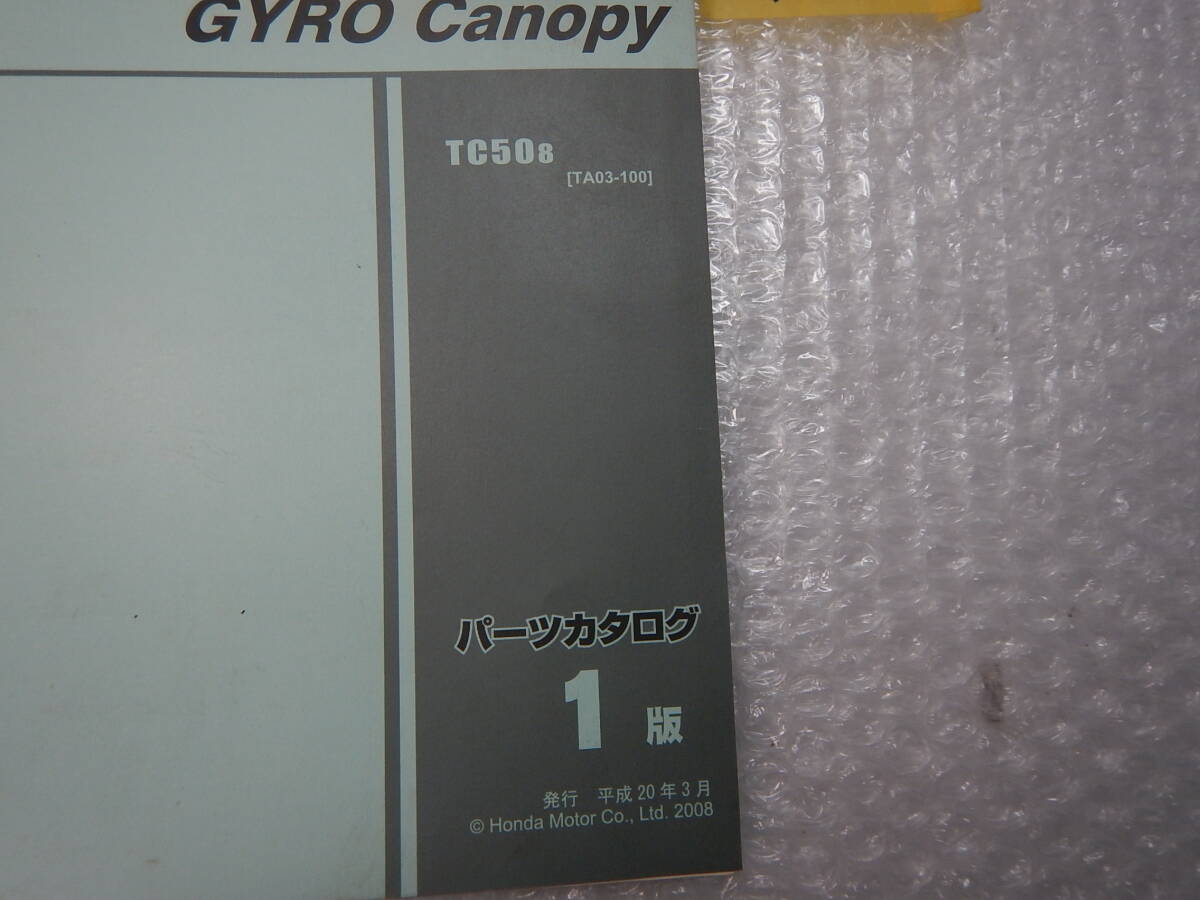 GYRO Canopy
TC508
[TA03-100]
パーツカタログ
1版
発行 平成20年3月
© Honda Motor Co., Ltd. 2008